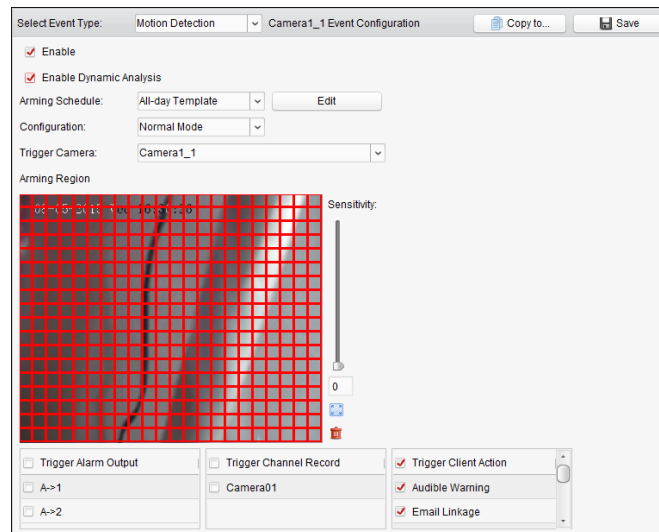 Select Event Type: Motion Detection Camera1_1 Event Configuration Copy to... Save
Enable
Enable Dynamic Analysis
Arming Schedule: All-day Template Edit
Configuration: Normal Mode
Trigger Camera: Camera1_1
Arming Region
Sensitivity:
0
Trigger Alarm Output Trigger Channel Record Trigger Client Action
A->1 Camera01 Audible Warning
A->2 Email Linkage